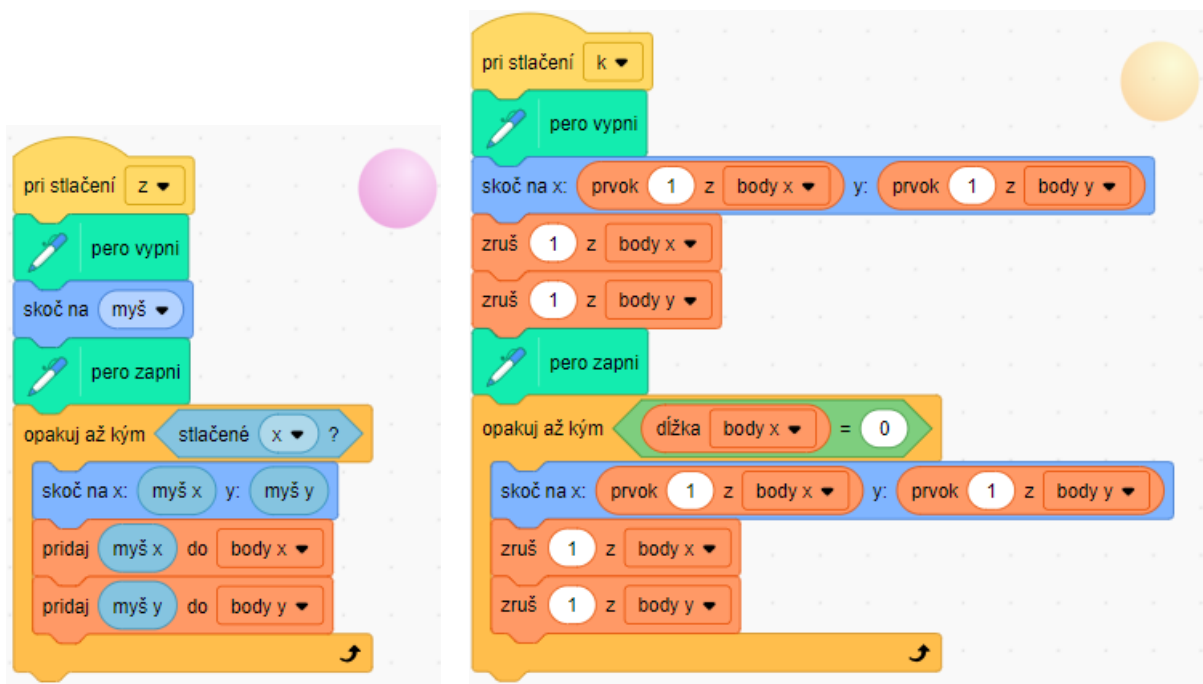 pri stlačení z
pero vypni
skoč na myš
pero zapni
opakuj až kým stlačené x ?
skoč na x: myš x y: myš y
pridaj myš x do body x
pridaj myš y do body y
pri stlačení k
pero vypni
skoč na x: prvok 1 z body x y: prvok 1 z body y
zruš 1 z body x
zruš 1 z body y
pero zapni
opakuj až kým dĺžka body x = 0
skoč na x: prvok 1 z body x y: prvok 1 z body y
zruš 1 z body x
zruš 1 z body y